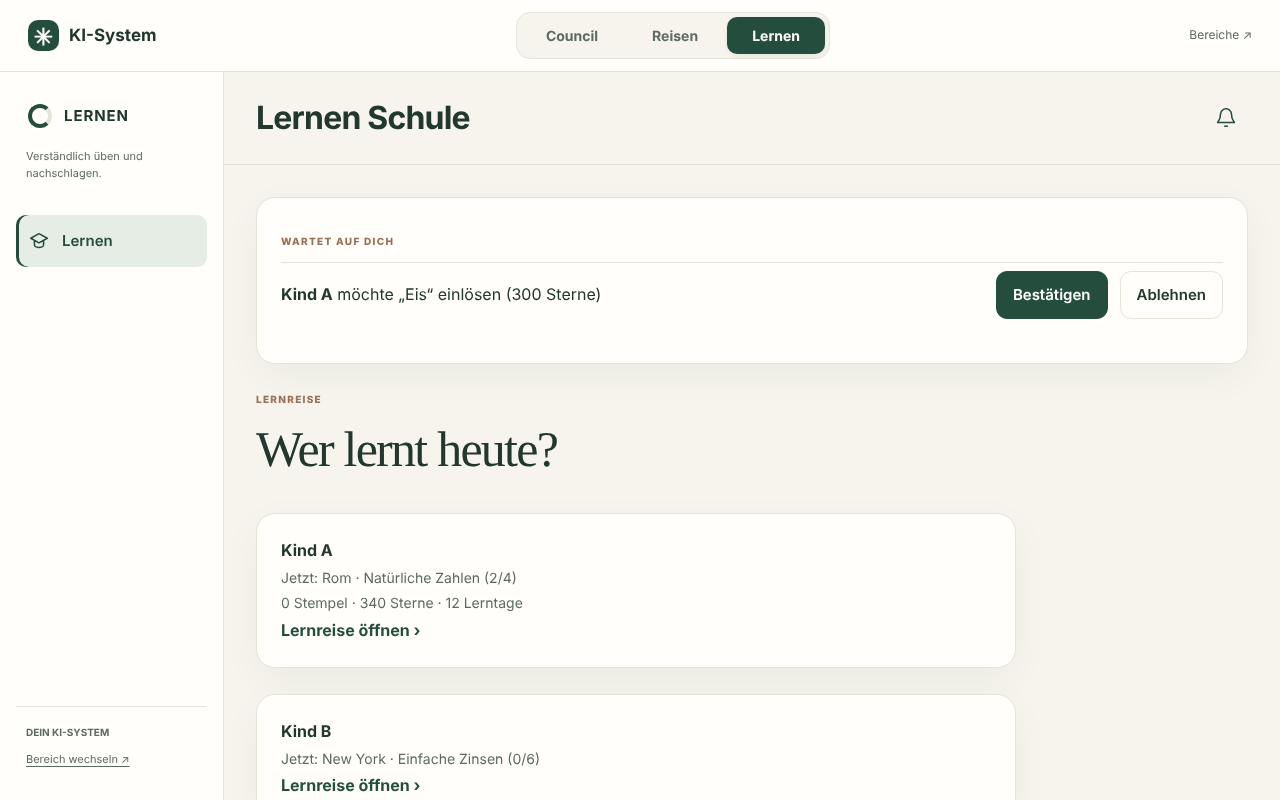 KI-System
Council
Reisen
Lernen
Bereiche ↗
LERNEN
Verständlich üben und
nachschlagen.
Lernen
DEIN KI-SYSTEM
Bereich wechseln ↗
Lernen Schule
WARTET AUF DICH
Kind A möchte „Eis“ einlösen (300 Sterne)
Bestätigen
Ablehnen
LERNREISE
Wer lernt heute?
Kind A
Jetzt: Rom · Natürliche Zahlen (2/4)
0 Stempel · 340 Sterne · 12 Lerntage
Lernreise öffnen ›
Kind B
Jetzt: New York · Einfache Zinsen (0/6)
Lernreise öffnen ›